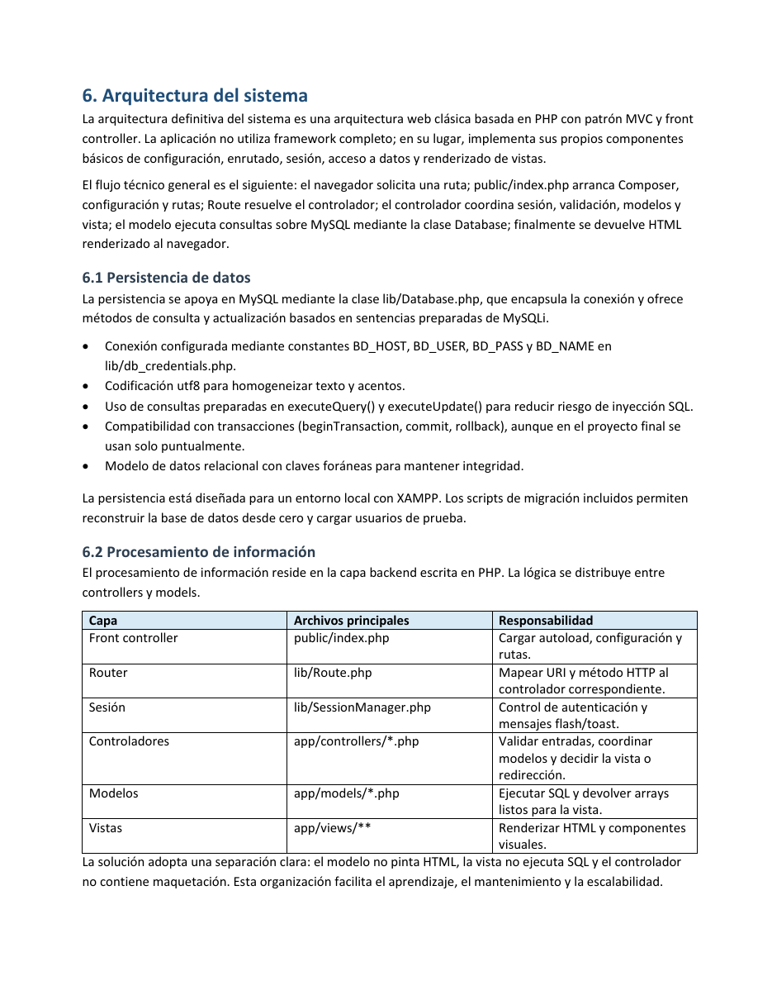 6. Arquitectura del sistema
La arquitectura definitiva del sistema es una arquitectura web clásica basada en PHP con patrón MVC y front
controller. La aplicación no utiliza framework completo; en su lugar, implementa sus propios componentes
básicos de configuración, enrutado, sesión, acceso a datos y renderizado de vistas.
El flujo técnico general es el siguiente: el navegador solicita una ruta; public/index.php arranca Composer,
configuración y rutas; Route resuelve el controlador; el controlador coordina sesión, validación, modelos y
vista; el modelo ejecuta consultas sobre MySQL mediante la clase Database; finalmente se devuelve HTML
renderizado al navegador.
6.1 Persistencia de datos
La persistencia se apoya en MySQL mediante la clase lib/Database.php, que encapsula la conexión y ofrece
métodos de consulta y actualización basados en sentencias preparadas de MySQLi.
• Conexión configurada mediante constantes BD_HOST, BD_USER, BD_PASS y BD_NAME en
lib/db_credentials.php.
• Codificación utf8 para homogeneizar texto y acentos.
• Uso de consultas preparadas en executeQuery() y executeUpdate() para reducir riesgo de inyección SQL.
• Compatibilidad con transacciones (beginTransaction, commit, rollback), aunque en el proyecto final se
usan solo puntualmente.
• Modelo de datos relacional con claves foráneas para mantener integridad.
La persistencia está diseñada para un entorno local con XAMPP. Los scripts de migración incluidos permiten
reconstruir la base de datos desde cero y cargar usuarios de prueba.
6.2 Procesamiento de información
El procesamiento de información reside en la capa backend escrita en PHP. La lógica se distribuye entre
controllers y models.
Capa Archivos principales Responsabilidad
Front controller public/index.php Cargar autoload, configuración y
rutas.
Router lib/Route.php Mapear URI y método HTTP al
controlador correspondiente.
Sesión lib/SessionManager.php Control de autenticación y
mensajes flash/toast.
Controladores app/controllers/*.php Validar entradas, coordinar
modelos y decidir la vista o
redirección.
Modelos app/models/*.php Ejecutar SQL y devolver arrays
listos para la vista.
Vistas app/views/** Renderizar HTML y componentes
visuales.
La solución adopta una separación clara: el modelo no pinta HTML, la vista no ejecuta SQL y el controlador
no contiene maquetación. Esta organización facilita el aprendizaje, el mantenimiento y la escalabilidad.